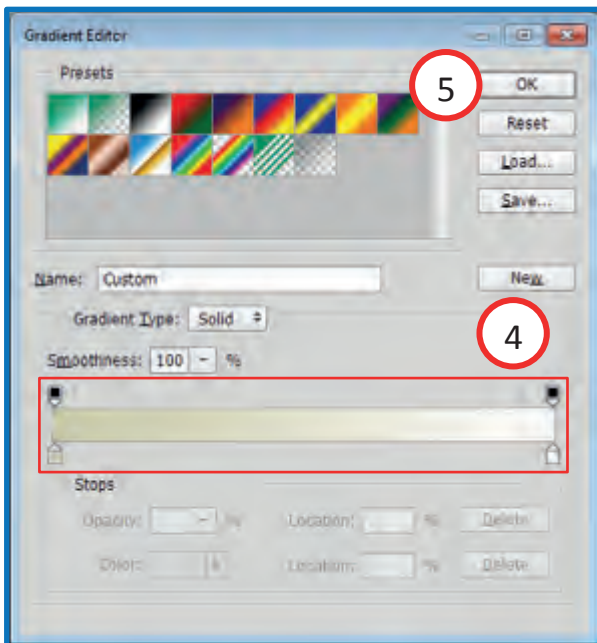 Gradient Editor
Presets
5
OK
Reset
Load...
Save...
Name: Custom
New
Gradient Type: Solid
4
Smoothness: 100 %
Stops
Opacity: % Location: % Delete
Color: Location: % Delete